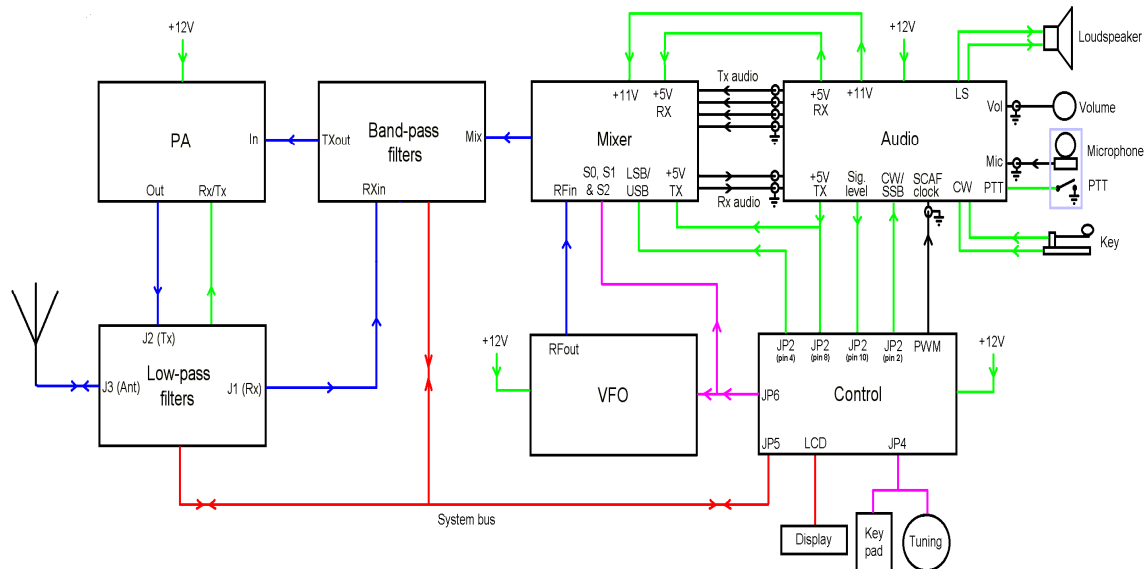 +12V
+12V
Loudspeaker
Tx audio
+11V
+5V
RX
+5V
RX
+11V
LS
Vol
Volume
PA
In
TXout
Band-pass
filters
Mix
Mixer
Audio
Microphone
Mic
Out
Rx/Tx
RXin
RFin
S0, S1
& S2
LSB/
USB
+5V
TX
Rx audio
+5V
TX
Sig.
level
CW/
SSB
SCAF
clock
CW
PTT
PTT
Key
J2 (Tx)
J3 (Ant)
Low-pass
filters
J1 (Rx)
+12V
RFout
VFO
JP2
(pin 4)
JP2
(pin 8)
JP2
(pin 10)
JP2
(pin 2)
PWM
+12V
JP6
Control
JP5
LCD
JP4
System bus
Display
Key
pad
Tuning